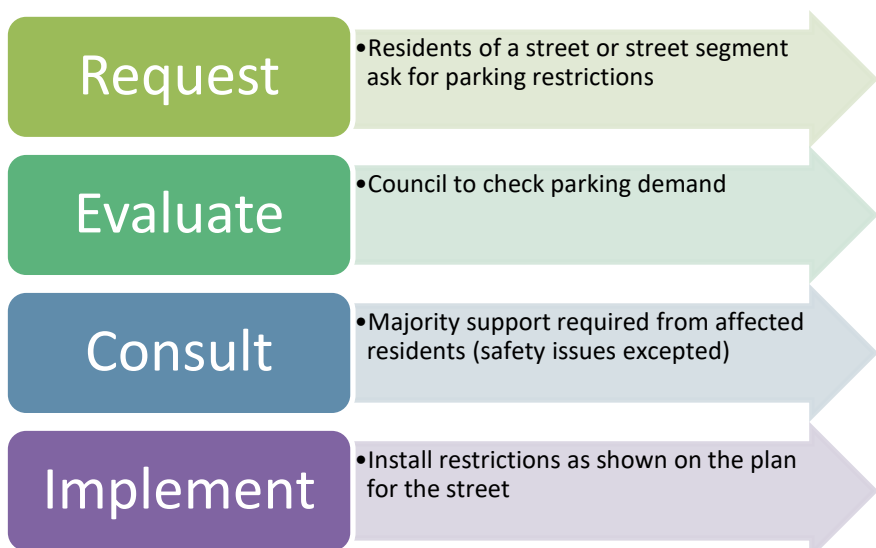 Request
•Residents of a street or street segment
ask for parking restrictions
Evaluate
•Council to check parking demand
Consult
•Majority support required from affected
residents (safety issues excepted)
Implement
•Install restrictions as shown on the plan
for the street